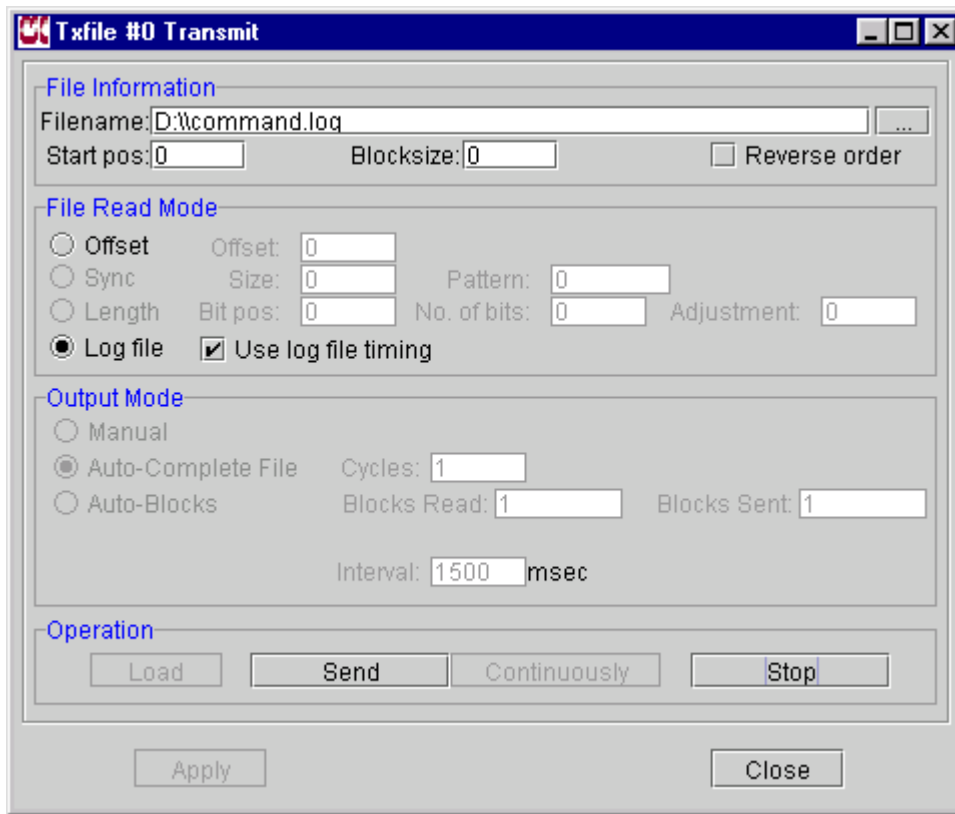 Txfile #0 Transmit
File Information
Filename: D:\\command.log ...
Start pos: 0 Blocksize: 0 Reverse order
File Read Mode
Offset Offset: 0
Sync Size: 0 Pattern: 0
Length Bit pos: 0 No. of bits: 0 Adjustment: 0
Log file Use log file timing
Output Mode
Manual
Auto-Complete File Cycles: 1
Auto-Blocks Blocks Read: 1 Blocks Sent: 1
Interval: 1500 msec
Operation
Load Send Continuously Stop
Apply Close